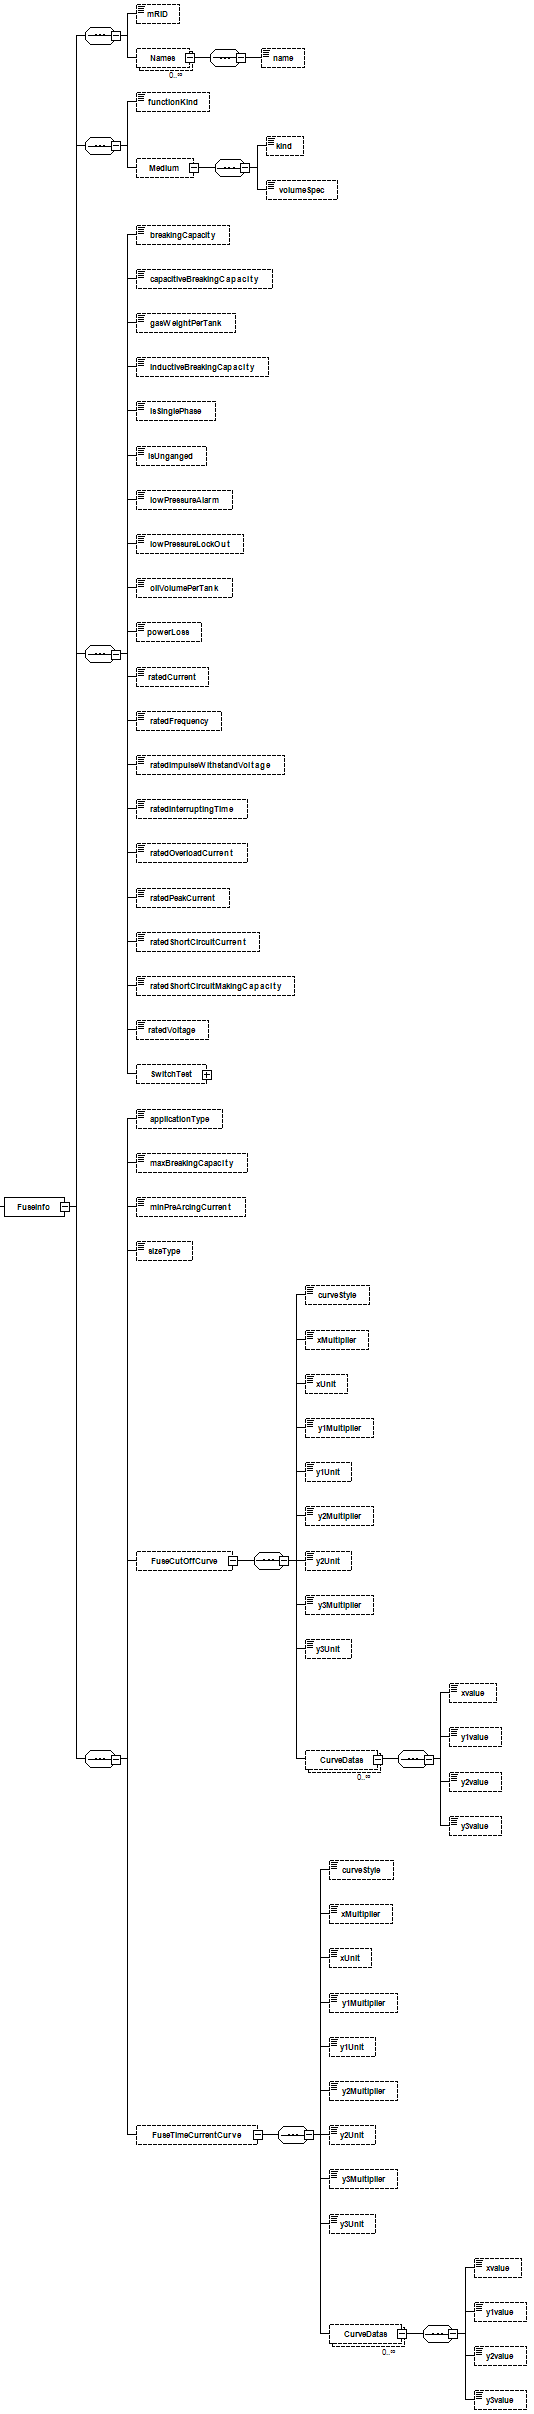 mRID
Names
name
0..∞
functionKind
kind
Medium
volumeSpec
breakingCapacity
capacitiveBreakingCapacity
gasWeightPerTank
inductiveBreakingCapacity
isSinglePhase
isUnganged
lowPressureAlarm
lowPressureLockOut
oilVolumePerTank
powerLoss
ratedCurrent
ratedFrequency
ratedImpulseWithstandVoltage
ratedInterruptingTime
ratedOverloadCurrent
ratedPeakCurrent
ratedShortCircuitCurrent
ratedShortCircuitMakingCapacity
ratedVoltage
SwitchTest
applicationType
maxBreakingCapacity
FuseInfo
minPreArcingCurrent
sizeType
curveStyle
xMultiplier
xUnit
y1Multiplier
y1Unit
y2Multiplier
FuseCutOffCurve
y2Unit
y3Multiplier
y3Unit
xvalue
y1value
CurveDatas
0..∞
y2value
y3value
curveStyle
xMultiplier
xUnit
y1Multiplier
y1Unit
y2Multiplier
FuseTimeCurrentCurve
y2Unit
y3Multiplier
y3Unit
xvalue
y1value
CurveDatas
0..∞
y2value
y3value